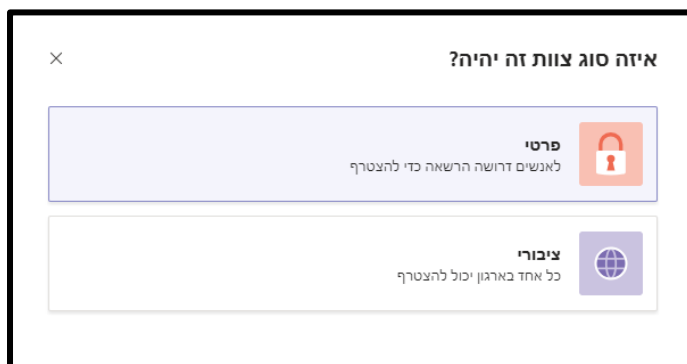 איזה סוג צוות זה יהיה?
פרטי
לאנשים דרושה הרשאה כדי להצטרף
ציבורי
כל אחד בארגון יכול להצטרף